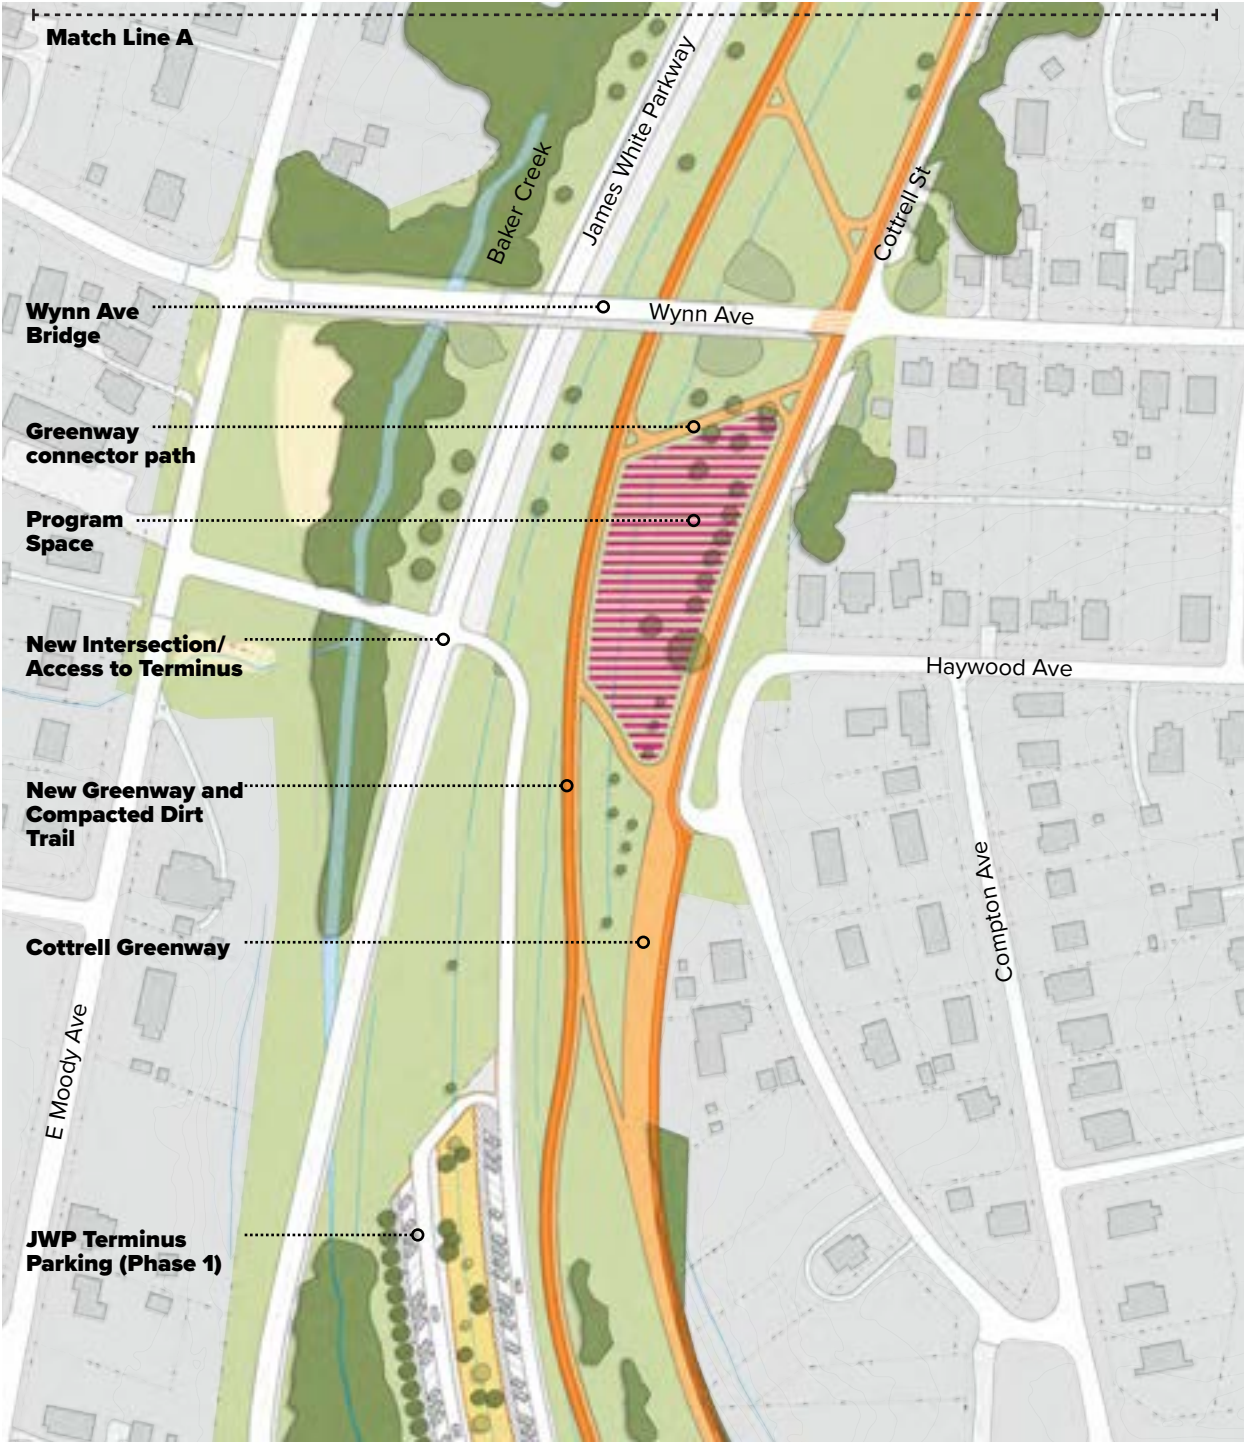 Match Line A
James White Parkway
Baker Creek
Cottrell St
Wynn Ave
Bridge
Wynn Ave
Greenway
connector path
Program
Space
New Intersection/
Access to Terminus
Haywood Ave
New Greenway and
Compacted Dirt
Trail
Compton Ave
Cottrell Greenway
E Moody Ave
JWP Terminus
Parking (Phase 1)